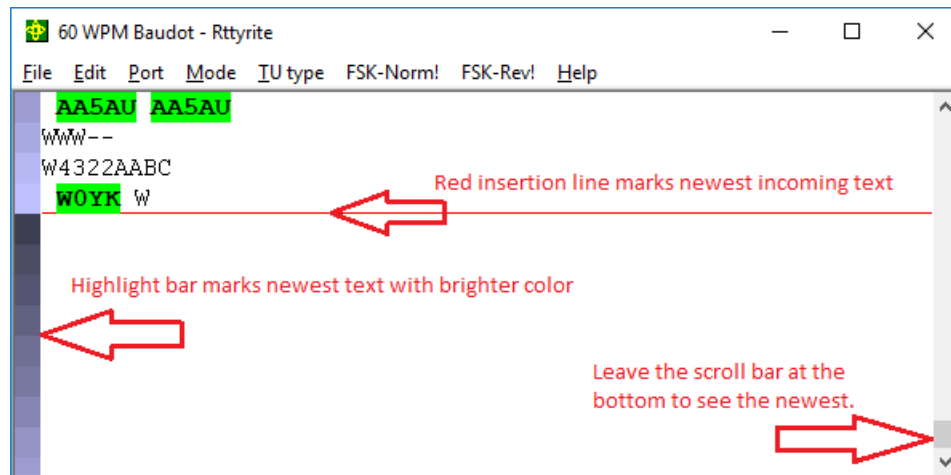 60 WPM Baudot - Rttyrite
File Edit Port Mode TU type FSK-Norm! FSK-Rev! Help
AA5AU AA5AU
WWW--
W4322AABC
W0YK W
Red insertion line marks newest incoming text
Highlight bar marks newest text with brighter color
Leave the scroll bar at the
bottom to see the newest.